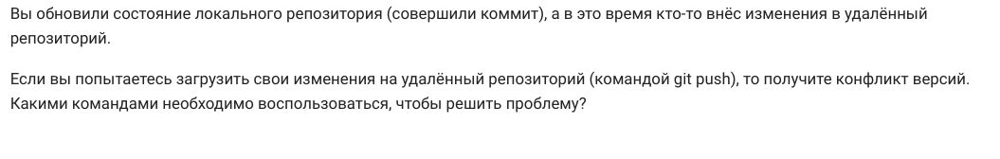 Вы обновили состояние локального репозитория (совершили коммит), а в это время кто-то внёс изменения в удалённый
репозиторий.
Если вы попытаетесь загрузить свои изменения на удалённый репозиторий (командой git push), то получите конфликт версий.
Какими командами необходимо воспользоваться, чтобы решить проблему?